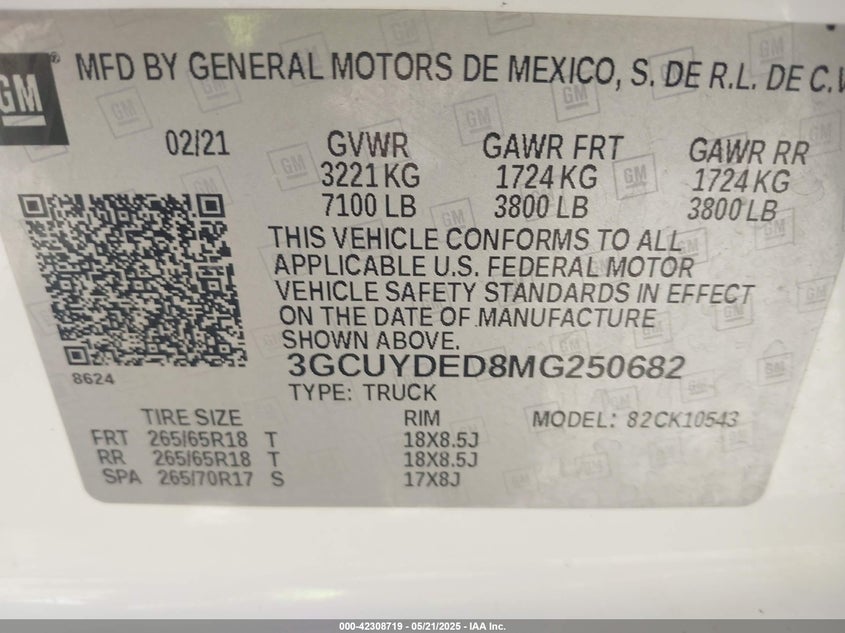 GM
®
MFD BY GENERAL MOTORS DE MEXICO, S. DE R.L. DE C.V
02/21 GVWR GAWR FRT GAWR RR
3221 KG 1724 KG 1724 KG
7100 LB 3800 LB 3800 LB
THIS VEHICLE CONFORMS TO ALL
APPLICABLE U.S. FEDERAL MOTOR
VEHICLE SAFETY STANDARDS IN EFFECT
ON THE DATE OF MANUFACTURE
SHOWN ABOVE.
3GCUYDED8MG250682
8624
TYPE: TRUCK
TIRE SIZE RIM MODEL: 82CK10543
FRT 265/65R18 T 18X8.5J
RR 265/65R18 T 18X8.5J
SPA 265/70R17 S 17X8J
000-42308719 - 05/21/2025 - IAA Inc.